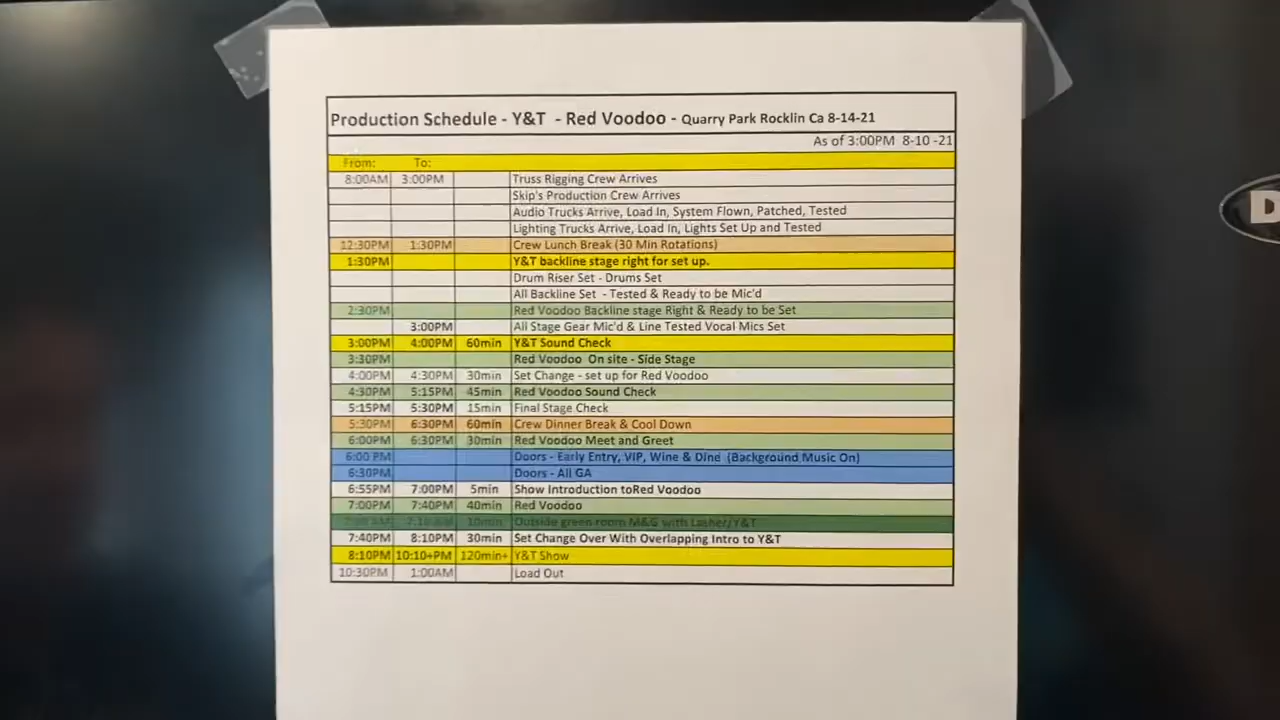 Production Schedule - Y&T - Red Voodoo - Quarry Park Rocklin Ca 8-14-21
As of 3:00PM 8-10 -21
From: To:
8:00AM 3:00PM Truss Rigging Crew Arrives
Skip's Production Crew Arrives
Audio Trucks Arrive, Load In, System Flown, Patched, Tested
Lighting Trucks Arrive, Load In, Lights Set Up and Tested
12:30PM 1:30PM Crew Lunch Break (30 Min Rotations)
1:30PM Y&T backline stage right for set up.
Drum Riser Set - Drums Set
All Backline Set - Tested & Ready to be Mic'd
2:30PM Red Voodoo Backline stage Right & Ready to be Set
3:00PM All Stage Gear Mic'd & Line Tested Vocal Mics Set
3:00PM 4:00PM 60min Y&T Sound Check
3:30PM Red Voodoo On site - Side Stage
4:00PM 4:30PM 30min Set Change - set up for Red Voodoo
4:30PM 5:15PM 45min Red Voodoo Sound Check
5:15PM 5:30PM 15min Final Stage Check
5:30PM 6:30PM 60min Crew Dinner Break & Cool Down
6:00PM 6:30PM 30min Red Voodoo Meet and Greet
6:00 PM Doors - Early Entry, VIP, Wine & Dine (Background Music On)
6:30PM Doors - All GA
6:55PM 7:00PM 5min Show Introduction toRed Voodoo
7:00PM 7:40PM 40min Red Voodoo
10min Outside green room M&G with Y&T
7:40PM 8:10PM 30min Set Change Over With Overlapping Intro to Y&T
8:10PM 10:10+PM 120min+ Y&T Show
10:30PM 1:00AM Load Out
D